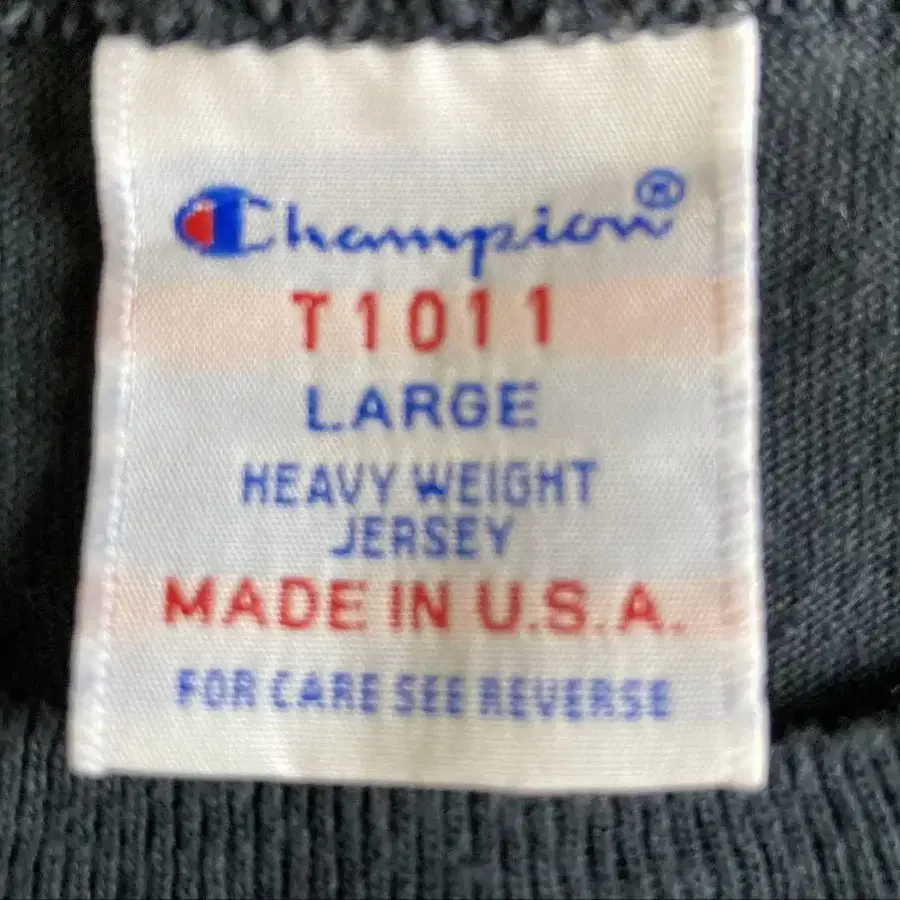 Champion®
T1011
LARGE
HEAVY WEIGHT
JERSEY
MADE IN U.S.A.
FOR CARE SEE REVERSE